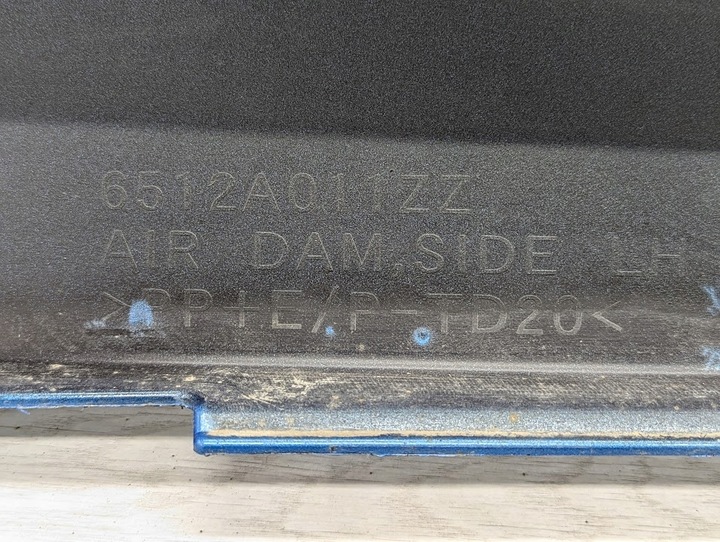 6512A011ZZ
AIR DAM,SIDE LH
>PP+E/P-TD20<